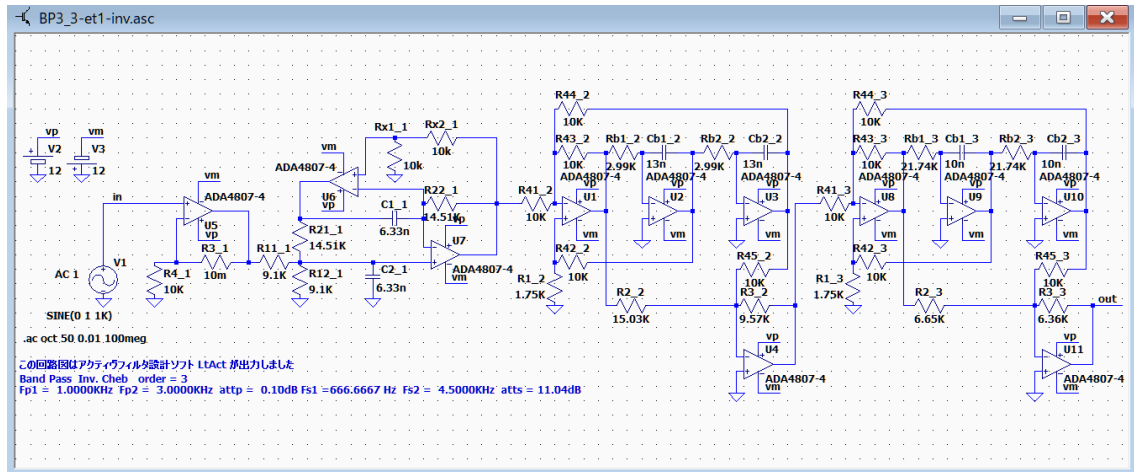 BP3_3-et1-inv.asc
R44_2
10K
R44_3
10K
vp
V2
12
vm
V3
12
Rx1_1
10k
Rx2_1
10k
R43_2
10K
Rb1_2
2.99K
Cb1_2
13n
Rb2_2
2.99K
Cb2_2
13n
R43_3
10K
Rb1_3
21.74K
Cb1_3
10n
Rb2_3
21.74K
Cb2_3
10n
vm
ADA4807-4
U6
vp
ADA4807-4
vp
U1
vm
ADA4807-4
vp
U2
vm
ADA4807-4
vp
U3
vm
ADA4807-4
vp
U8
vm
ADA4807-4
vp
U9
vm
ADA4807-4
vp
U10
vm
in
vm
ADA4807-4
U5
vp
R22_1
14.51K
C1_1
6.33n
R41_2
10K
R41_3
10K
R21_1
14.51K
vp
U7
ADA4807-4
vm
R3_1
10m
R11_1
9.1K
R12_1
9.1K
C2_1
6.33n
R42_2
10K
R45_2
10K
R42_3
10K
R45_3
10K
V1
AC 1
SINE(0 1 1K)
R4_1
10K
R1_2
1.75K
R2_2
15.03K
R3_2
9.57K
R1_3
1.75K
R2_3
6.65K
R3_3
6.36K
out
vp
U4
ADA4807-4
vm
vp
U11
ADA4807-4
vm
.ac oct 50 0.01 100meg
この回路図はアクティヴフィルタ設計ソフト LtAct が出力しました
Band Pass Inv. Cheb order = 3
Fp1 = 1.0000KHz Fp2 = 3.0000KHz attp = 0.10dB Fs1 =666.6667 Hz Fs2 = 4.5000KHz atts = 11.04dB